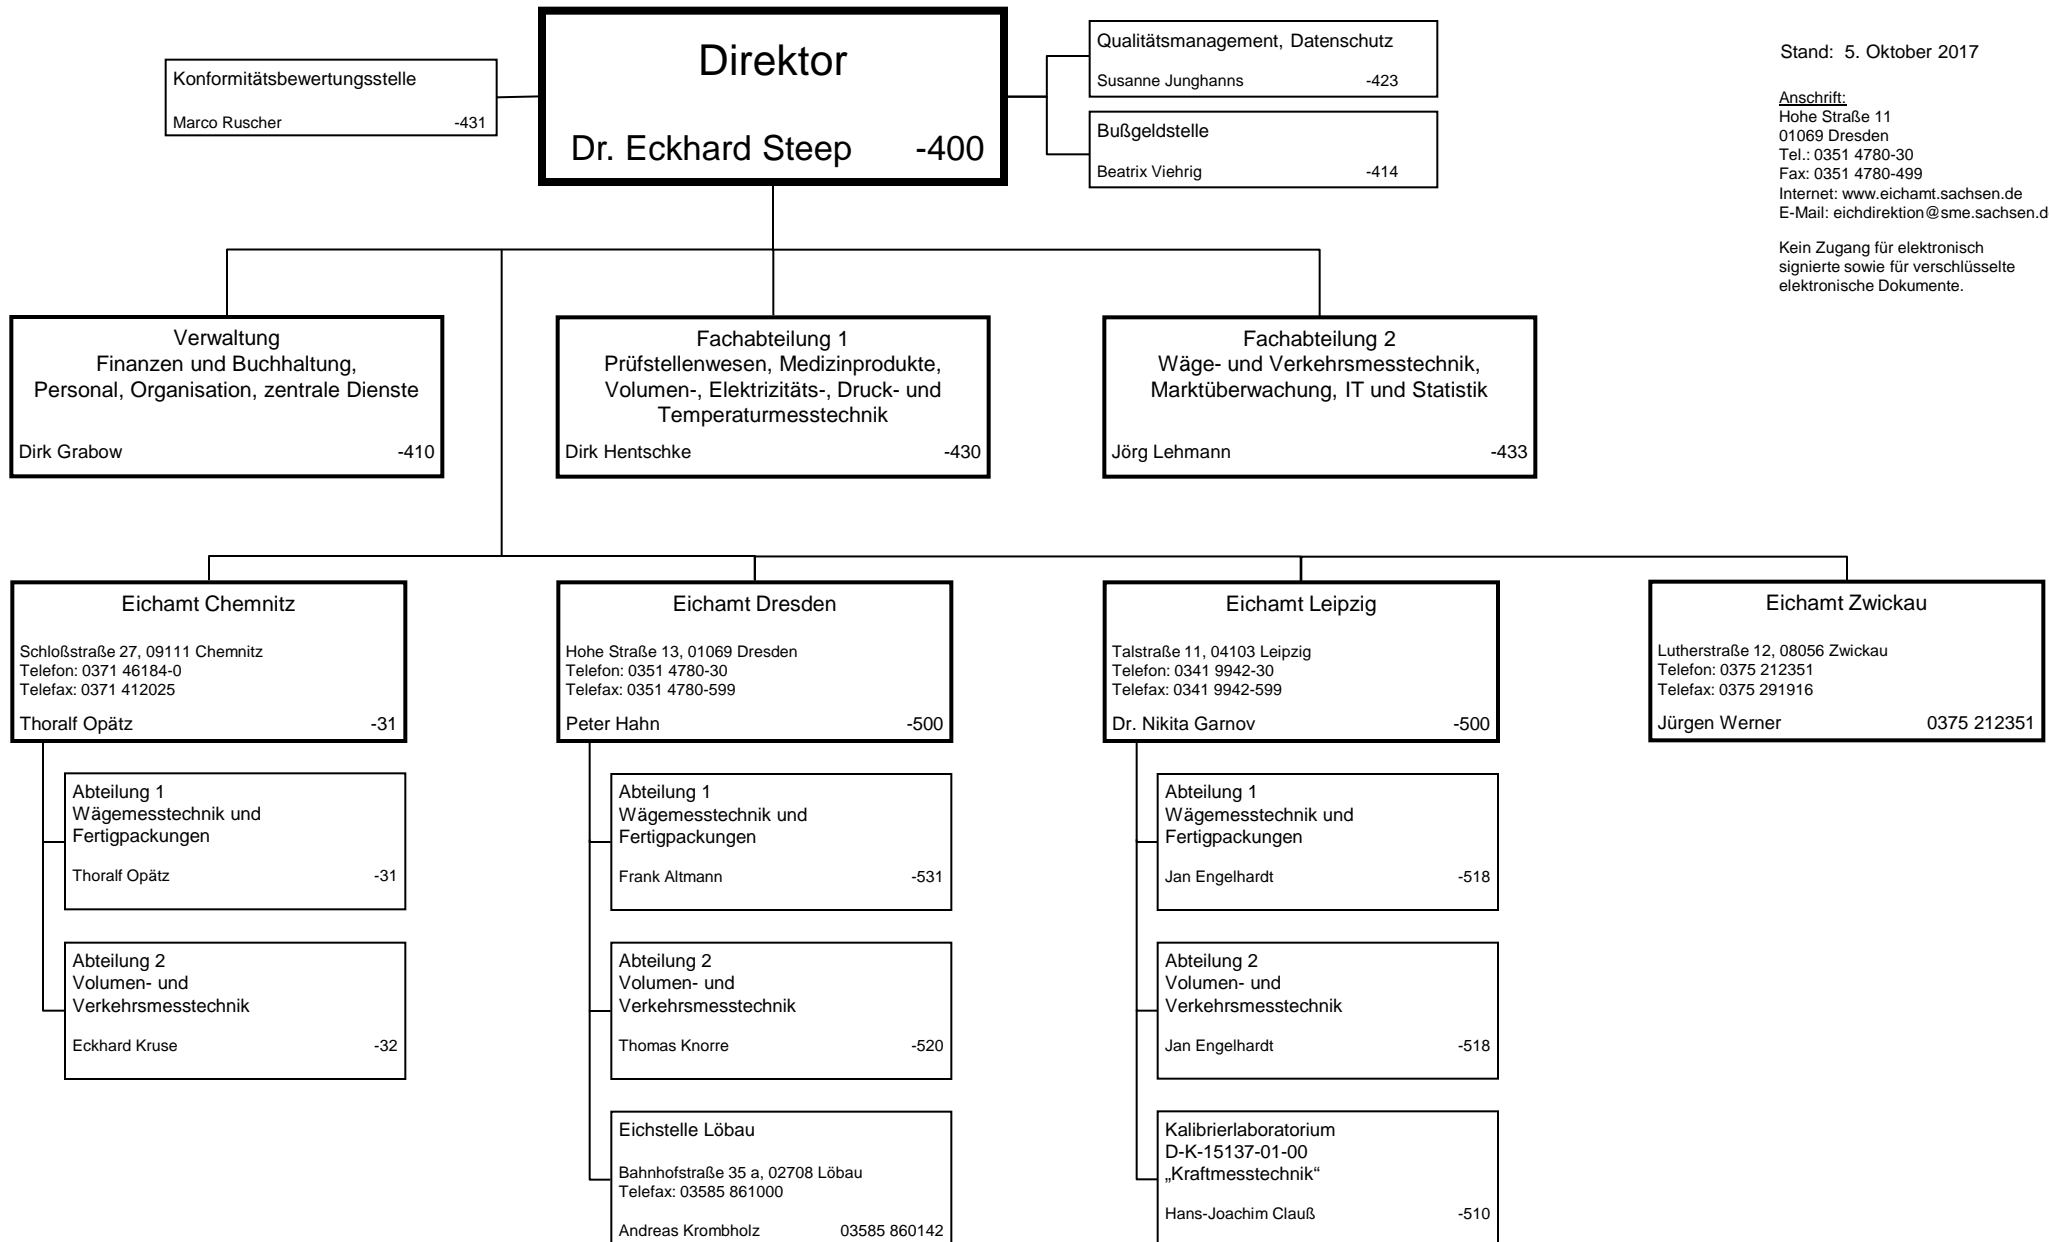 Direktor
Dr. Eckhard Steep -400
Konformitätsbewertungsstelle
Marco Ruscher -431
Qualitätsmanagement, Datenschutz
Susanne Junghanns -423
Bußgeldstelle
Beatrix Viehrig -414
Stand: 5. Oktober 2017
Anschrift:
Hohe Straße 11
01069 Dresden
Tel.: 0351 4780-30
Fax: 0351 4780-499
Internet: www.eichamt.sachsen.de
E-Mail: eichdirektion@sme.sachsen.d
Kein Zugang für elektronisch
signierte sowie für verschlüsselte
elektronische Dokumente.
Verwaltung
Finanzen und Buchhaltung,
Personal, Organisation, zentrale Dienste
Dirk Grabow -410
Fachabteilung 1
Prüfstellenwesen, Medizinprodukte,
Volumen-, Elektrizitäts-, Druck- und
Temperaturmesstechnik
Dirk Hentschke -430
Fachabteilung 2
Wäge- und Verkehrsmesstechnik,
Marktüberwachung, IT und Statistik
Jörg Lehmann -433
Eichamt Chemnitz
Schloßstraße 27, 09111 Chemnitz
Telefon: 0371 46184-0
Telefax: 0371 412025
Thoralf Opätz -31
Abteilung 1
Wägemesstechnik und
Fertigpackungen
Thoralf Opätz -31
Abteilung 2
Volumen- und
Verkehrsmesstechnik
Eckhard Kruse -32
Eichamt Dresden
Hohe Straße 13, 01069 Dresden
Telefon: 0351 4780-30
Telefax: 0351 4780-599
Peter Hahn -500
Abteilung 1
Wägemesstechnik und
Fertigpackungen
Frank Altmann -531
Abteilung 2
Volumen- und
Verkehrsmesstechnik
Thomas Knorre -520
Eichstelle Löbau
Bahnhofstraße 35 a, 02708 Löbau
Telefax: 03585 861000
Andreas Krombholz 03585 860142
Eichamt Leipzig
Talstraße 11, 04103 Leipzig
Telefon: 0341 9942-30
Telefax: 0341 9942-599
Dr. Nikita Garnov -500
Abteilung 1
Wägemesstechnik und
Fertigpackungen
Jan Engelhardt -518
Abteilung 2
Volumen- und
Verkehrsmesstechnik
Jan Engelhardt -518
Kalibrierlaboratorium
D-K-15137-01-00
„Kraftmesstechnik“
Hans-Joachim Clauß -510
Eichamt Zwickau
Lutherstraße 12, 08056 Zwickau
Telefon: 0375 212351
Telefax: 0375 291916
Jürgen Werner 0375 212351